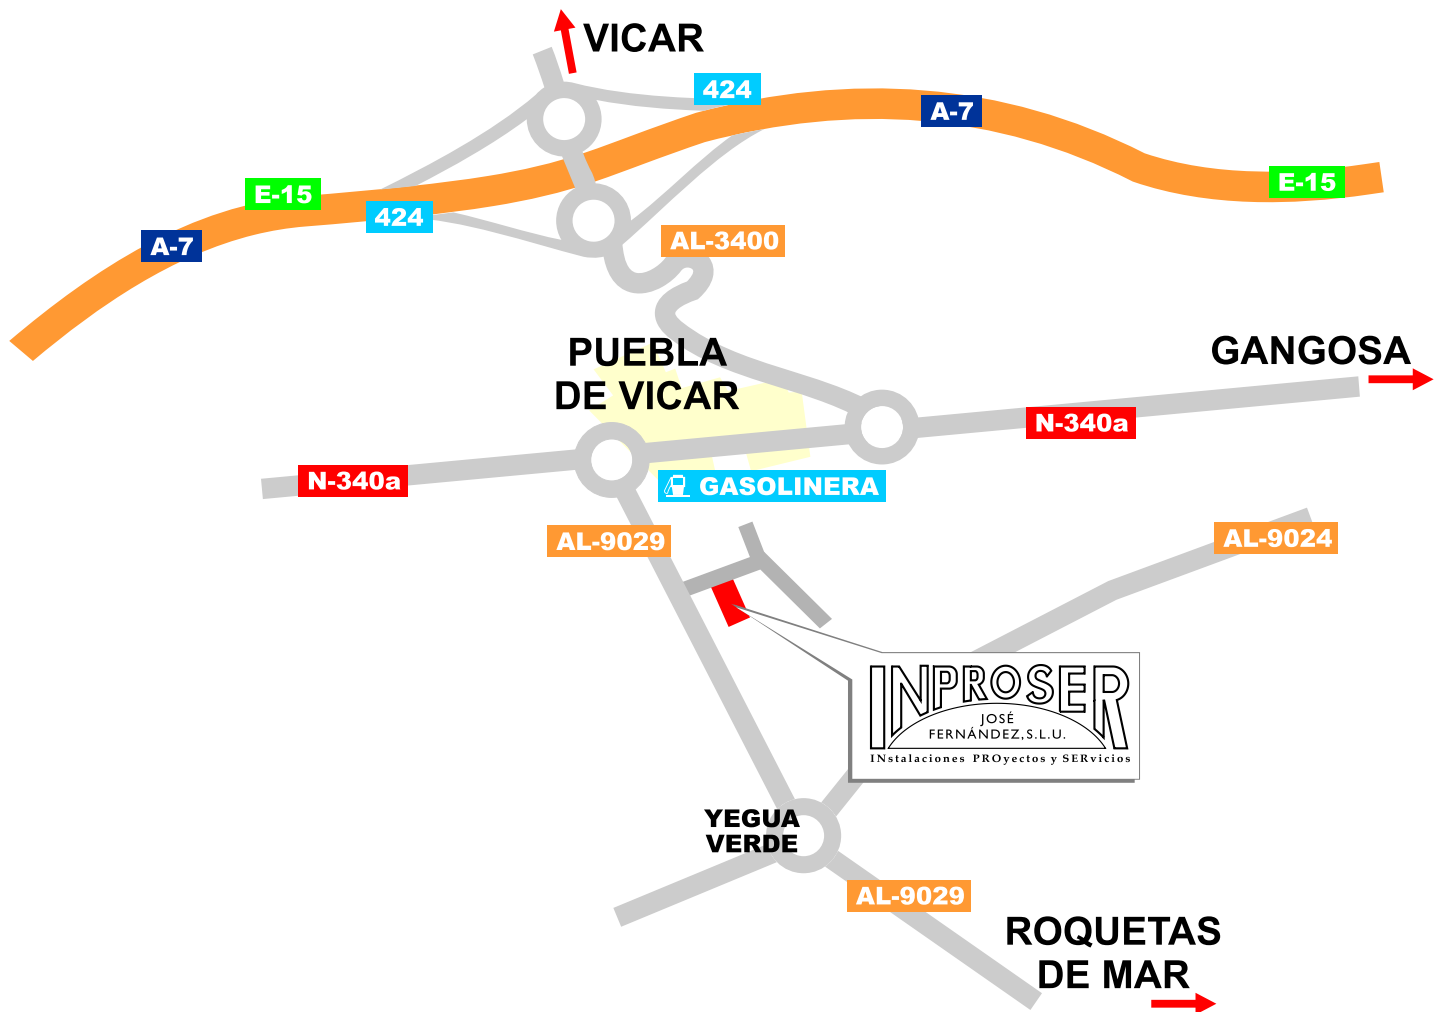 VICAR
424
A-7
E-15
E-15
424
A-7
AL-3400
PUEBLA
DE VICAR
GANGOSA
N-340a
N-340a
GASOLINERA
AL-9029
AL-9024
INPROSER
JOSÉ
FERNÁNDEZ, S.L.U.
INstalaciones PROyectos y SERvicios
YEGUA
VERDE
AL-9029
ROQUETAS
DE MAR